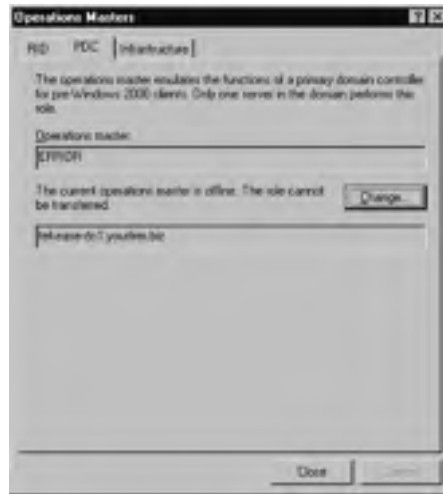 Operations Masters
RID PDC Infrastructure
The operations master emulates the functions of a primary domain controller
for pre-Windows 2000 clients. Only one server in the domain performs this
role.
Operations master:
ERROR
The current operations master is offline. The role cannot
be transferred.
Change...
Close